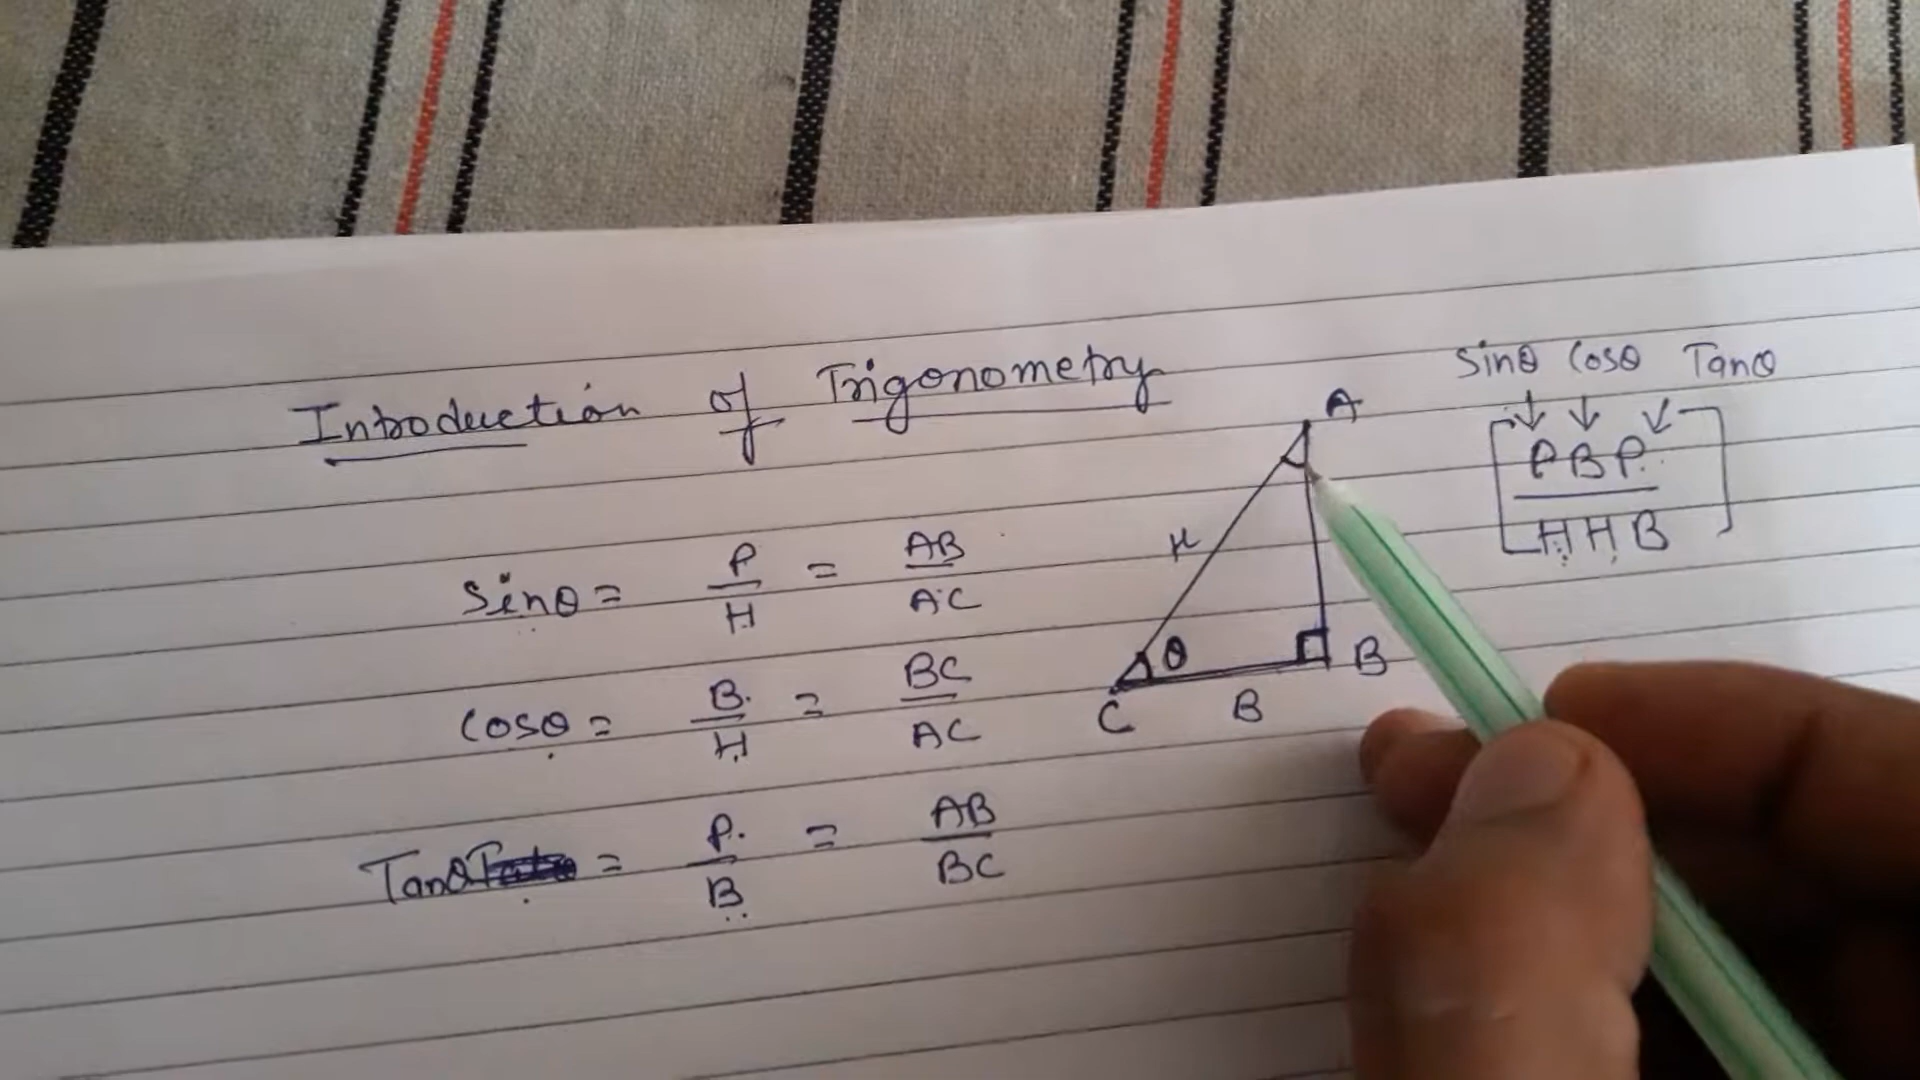 Introduction of Trigonometry
Sinθ = P/H = AB/AC
Cosθ = B/H = BC/AC
Tanθ = P/B = AB/BC
A
H
θ
B
C
B
Sinθ Cosθ Tanθ
↓ ↓ ↓
P B P
H H B